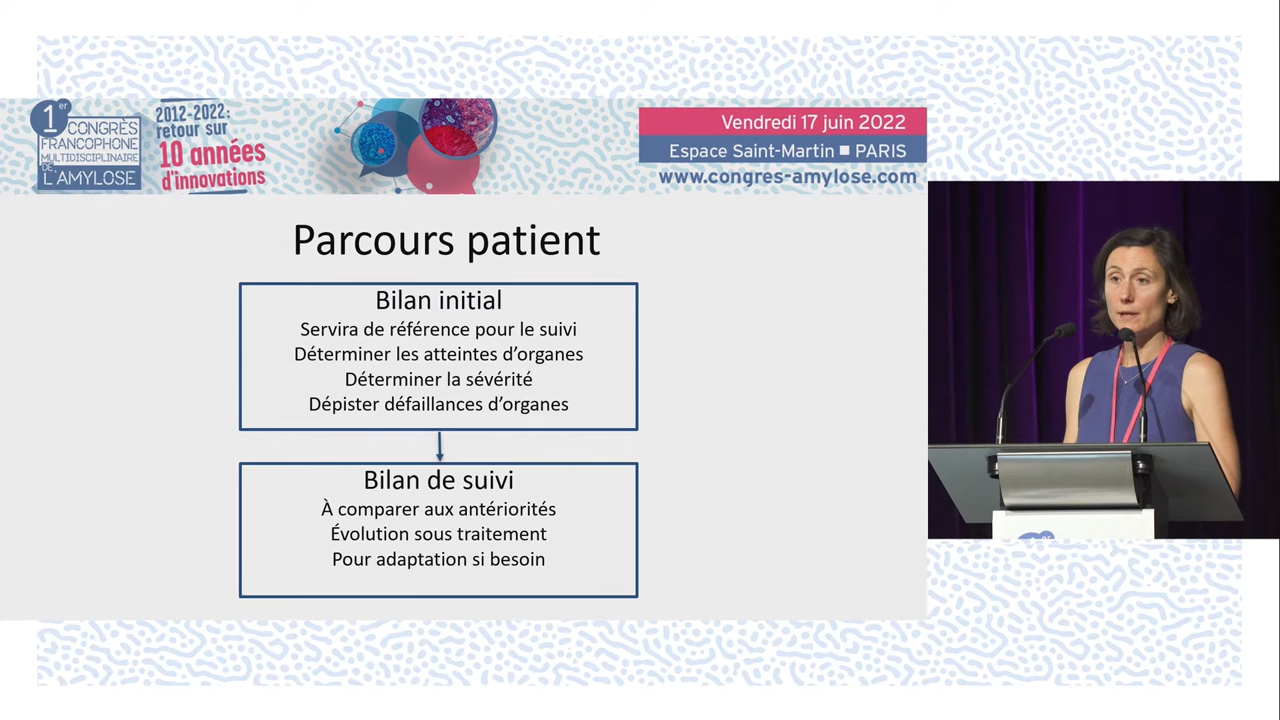 1er
CONGRÈS
FRANCOPHONE
MULTIDISCIPLINAIRE
DE
L'AMYLOSE
2012-2022:
retour sur
10 années
d'innovations
Vendredi 17 juin 2022
Espace Saint-Martin ■ PARIS
www.congres-amylose.com
Parcours patient
Bilan initial
Servira de référence pour le suivi
Déterminer les atteintes d’organes
Déterminer la sévérité
Dépister défaillances d’organes
Bilan de suivi
À comparer aux antériorités
Évolution sous traitement
Pour adaptation si besoin